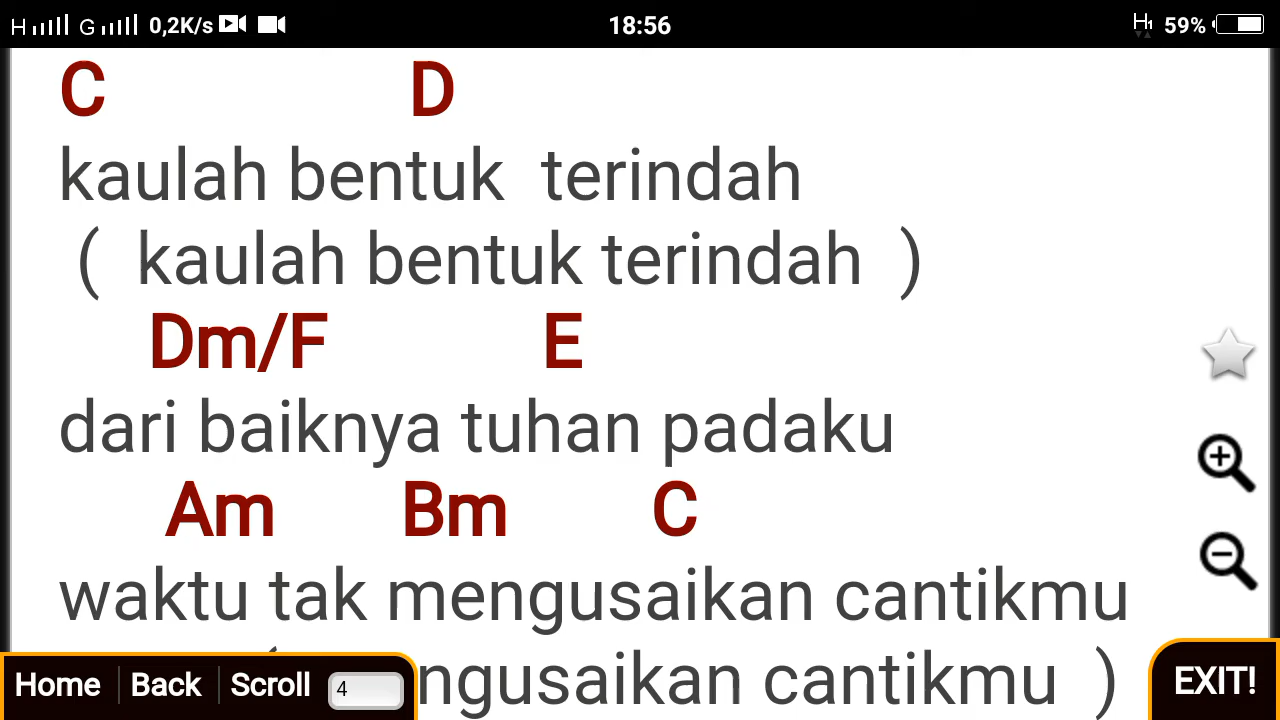 H G 0,2K/s 18:56 H1 59%
C D
kaulah bentuk terindah
( kaulah bentuk terindah )
Dm/F E
dari baiknya tuhan padaku
Am Bm C
waktu tak mengusaikan cantikmu
ngusaikan cantikmu )
Home Back Scroll 4 EXIT!